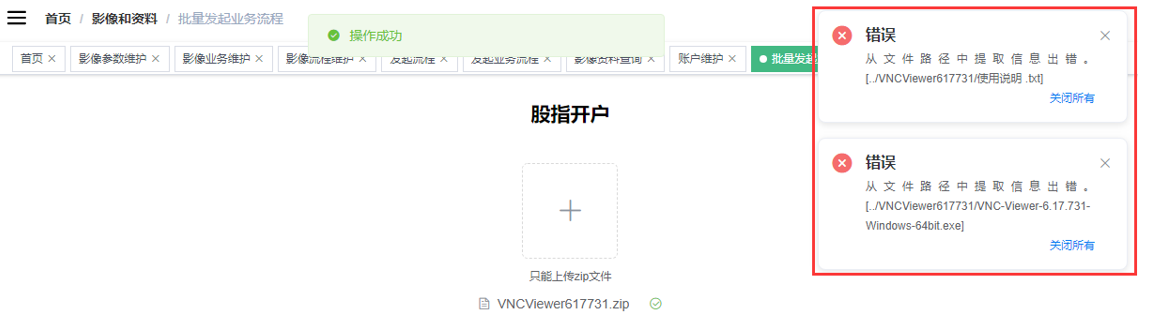 首页 / 影像和资料 / 批量发起业务流程
操作成功
首页 × 影像参数维护 × 影像业务维护 × 影像流程维护 × 发起流程 × 发起业务流程 × 影像资料查询 × 账户维护 × 批量发起
错误
从文件路径中提取信息出错。
[../VNCViewer617731/使用说明 .txt]
关闭所有
错误
从文件路径中提取信息出错。
[../VNCViewer617731/VNC-Viewer-6.17.731-
Windows-64bit.exe]
关闭所有
股指开户
只能上传zip文件
VNCViewer617731.zip